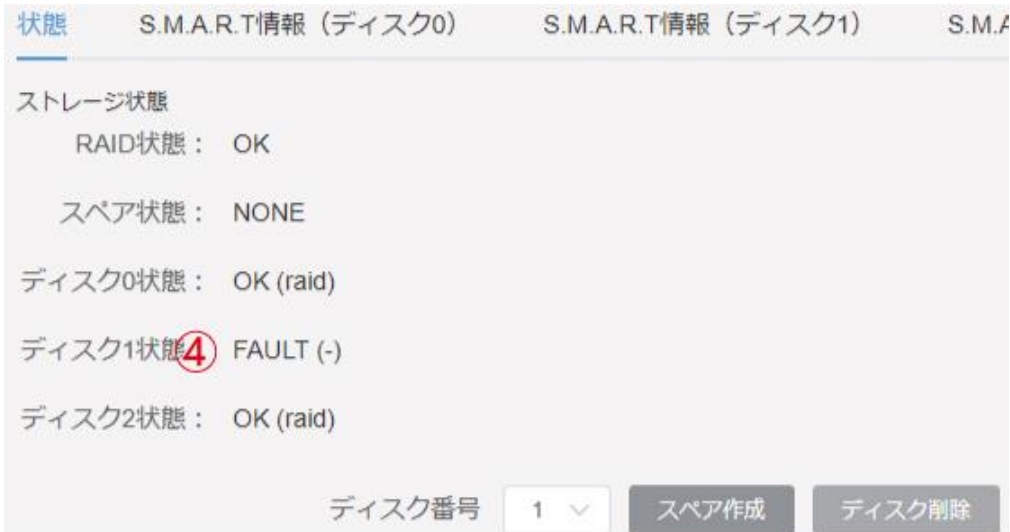 状態 S.M.A.R.T情報（ディスク0） S.M.A.R.T情報（ディスク1） S.M.
ストレージ状態
RAID状態： OK
スペア状態： NONE
ディスク0状態： OK (raid)
ディスク1状態④ FAULT (-)
ディスク2状態： OK (raid)
ディスク番号 1 スペア作成 ディスク削除